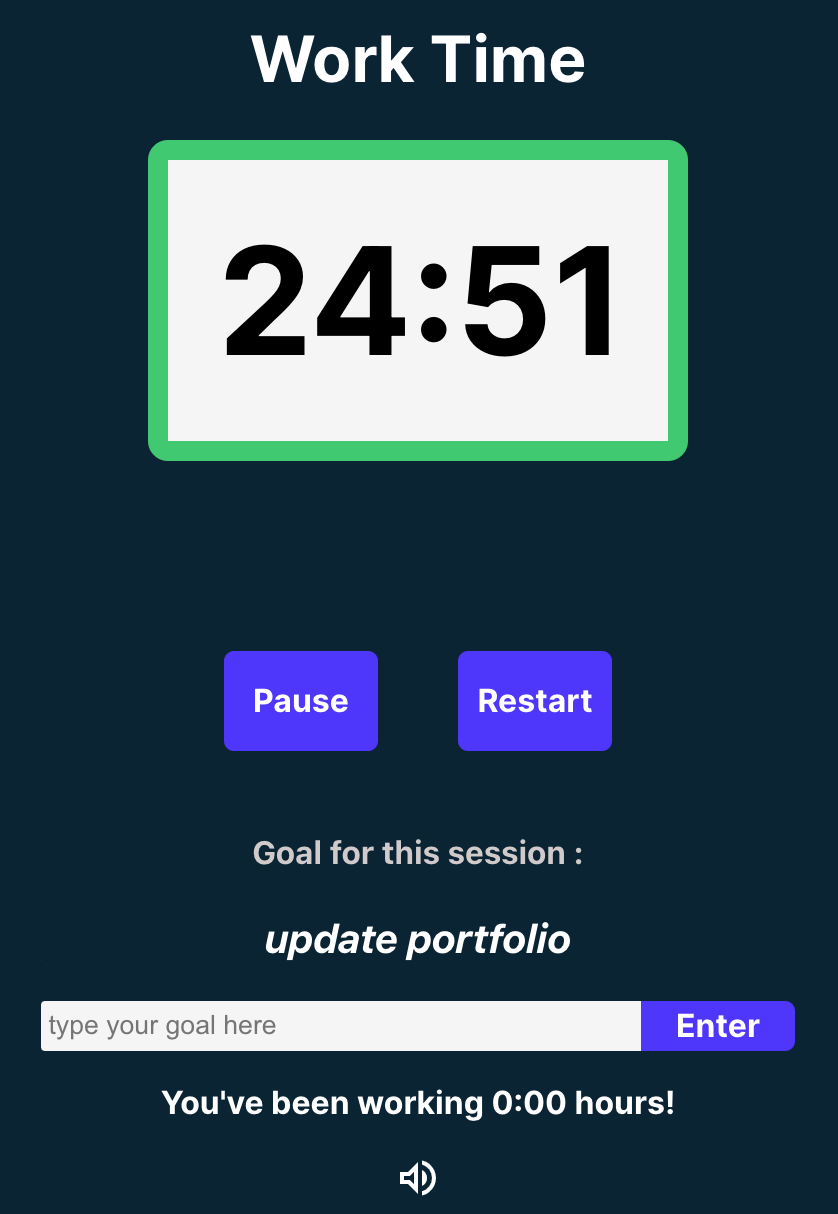 Work Time
24:51
Pause Restart
Goal for this session :
update portfolio
type your goal here Enter
You've been working 0:00 hours!